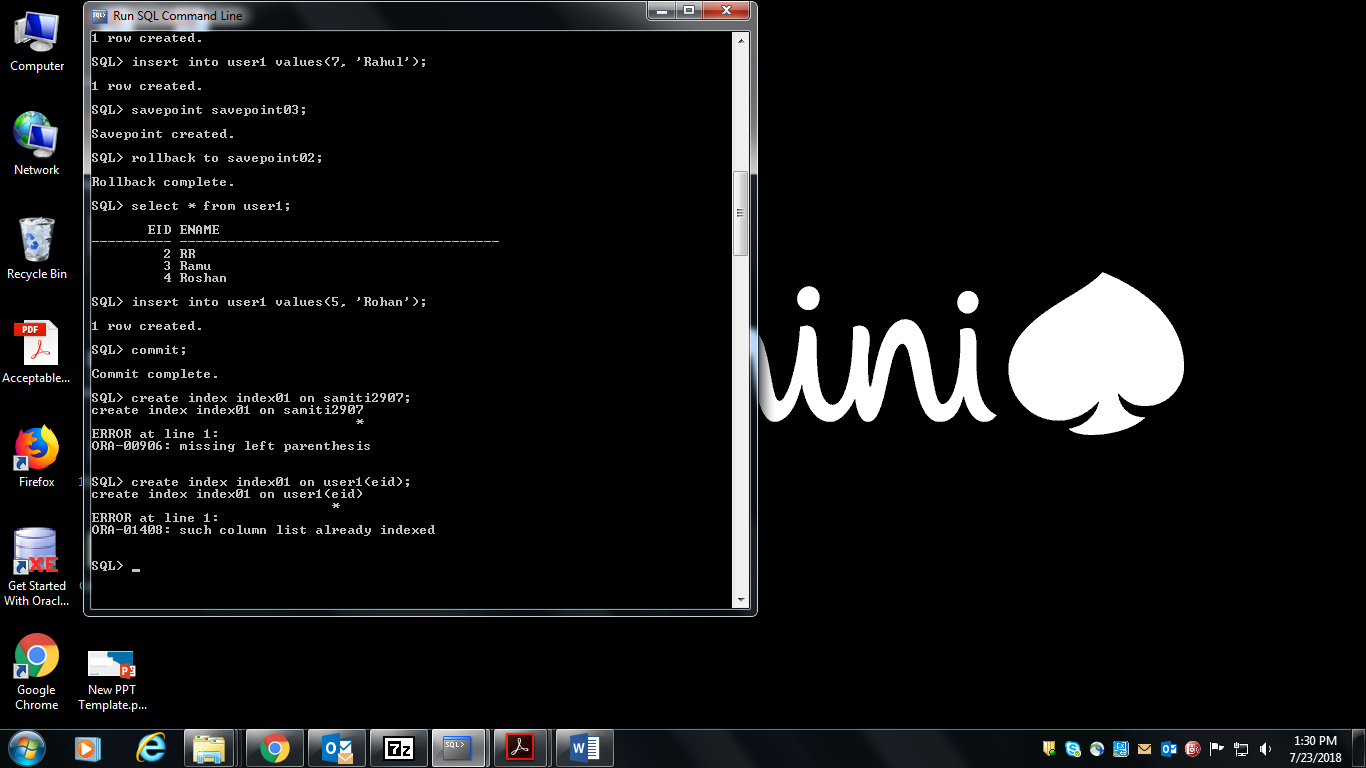 Run SQL Command Line
1 row created.
SQL> insert into user1 values(7, 'Rahul');
1 row created.
SQL> savepoint savepoint03;
Savepoint created.
SQL> rollback to savepoint02;
Rollback complete.
SQL> select * from user1;
EID ENAME
---------- ----------------------------------------
2 RR
3 Ramu
4 Roshan
SQL> insert into user1 values(5, 'Rohan');
1 row created.
SQL> commit;
Commit complete.
SQL> create index index01 on samiti2907;
create index index01 on samiti2907
*
ERROR at line 1:
ORA-00906: missing left parenthesis
SQL> create index index01 on user1(eid);
create index index01 on user1(eid)
*
ERROR at line 1:
ORA-01408: such column list already indexed
SQL> _
Computer
Network
Recycle Bin
PDF
Acceptable...
Firefox
XE
Get Started
With Oracl...
Google
Chrome
New PPT
Template.p...
ini
7z
SQL>
1:30 PM
7/23/2018